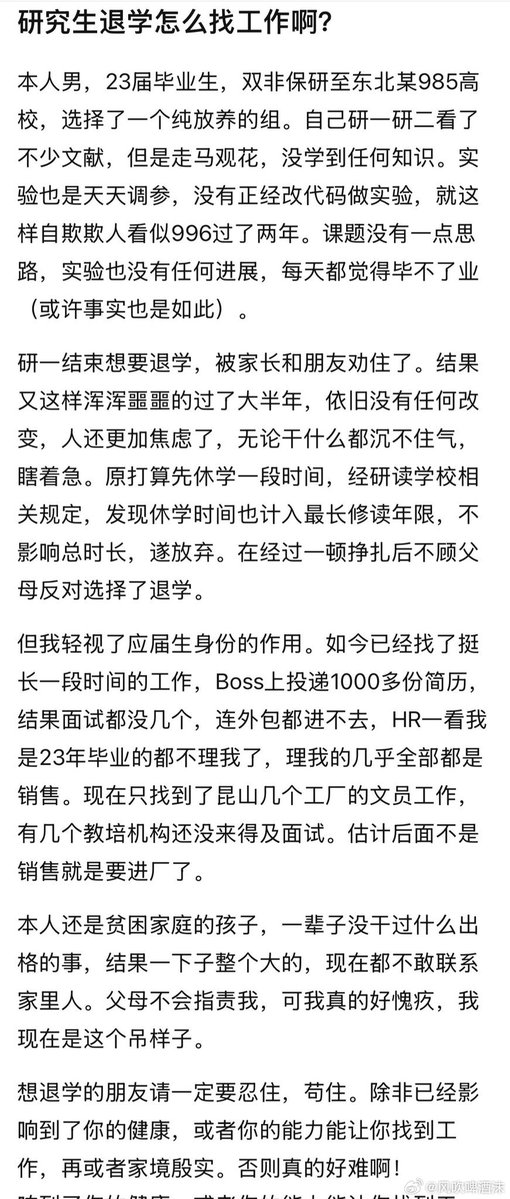 研究生退学怎么找工作啊？
本人男，23届毕业生，双非保研至东北某985高
校，选择了一个纯放养的组。自己研一研二看了
不少文献，但是走马观花，没学到任何知识。实
验也是天天调参，没有正经改代码做实验，就这
样自欺欺人看似996过了两年。课题没有一点思
路，实验也没有任何进展，每天都觉得毕不了业
（或许事实也是如此）。
研一结束想要退学，被家长和朋友劝住了。结果
又这样浑浑噩噩的过了大半年，依旧没有任何改
变，人还更加焦虑了，无论干什么都沉不住气，
瞎着急。原打算先休学一段时间，经研读学校相
关规定，发现休学时间也计入最长修读年限，不
影响总时长，遂放弃。在经过一顿挣扎后不顾父
母反对选择了退学。
但我轻视了应届生身份的作用。如今已经找了挺
长一段时间的工作，Boss上投递1000多份简历，
结果面试都没几个，连外包都进不去，HR一看我
是23年毕业的都不理我了，理我的几乎全部都是
销售。现在只找到了昆山几个工厂的文员工作，
有几个教培机构还没来得及面试。估计后面不是
销售就是要进厂了。
本人还是贫困家庭的孩子，一辈子没干过什么出
格的事，结果一下子整个大的，现在都不敢联系
家里人。父母不会指责我，可我真的好愧疚，我
现在是这个吊样子。
想退学的朋友请一定要忍住，苟住。除非已经影
响到了你的健康，或者你的能力能让你找到工
作，再或者家境殷实。否则真的好难啊！